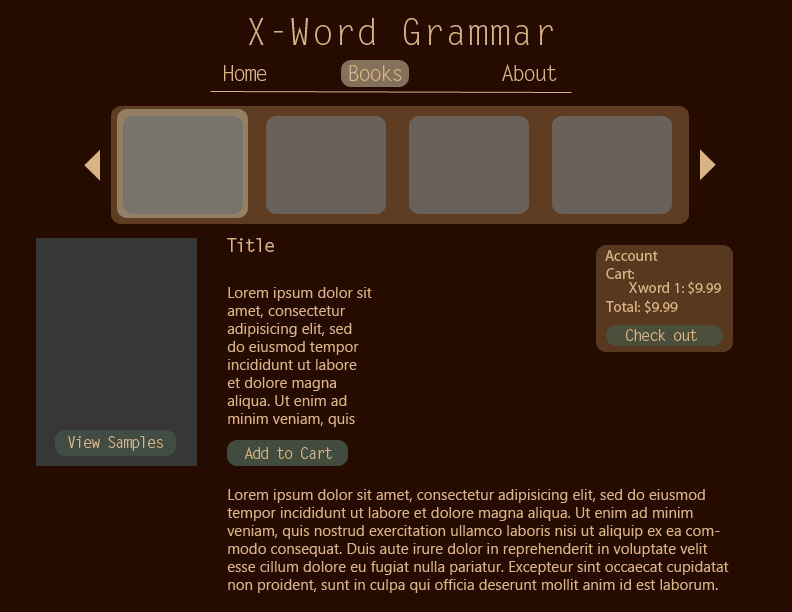 X-Word Grammar
Home Books About
Title
Account
Cart:
Xword 1: $9.99
Total: $9.99
Check out
Lorem ipsum dolor sit
amet, consectetur
adipisicing elit, sed
do eiusmod tempor
incididunt ut labore
et dolore magna
aliqua. Ut enim ad
minim veniam, quis
View Samples
Add to Cart
Lorem ipsum dolor sit amet, consectetur adipisicing elit, sed do eiusmod
tempor incididunt ut labore et dolore magna aliqua. Ut enim ad minim
veniam, quis nostrud exercitation ullamco laboris nisi ut aliquip ex ea com-
modo consequat. Duis aute irure dolor in reprehenderit in voluptate velit
esse cillum dolore eu fugiat nulla pariatur. Excepteur sint occaecat cupidatat
non proident, sunt in culpa qui officia deserunt mollit anim id est laborum.